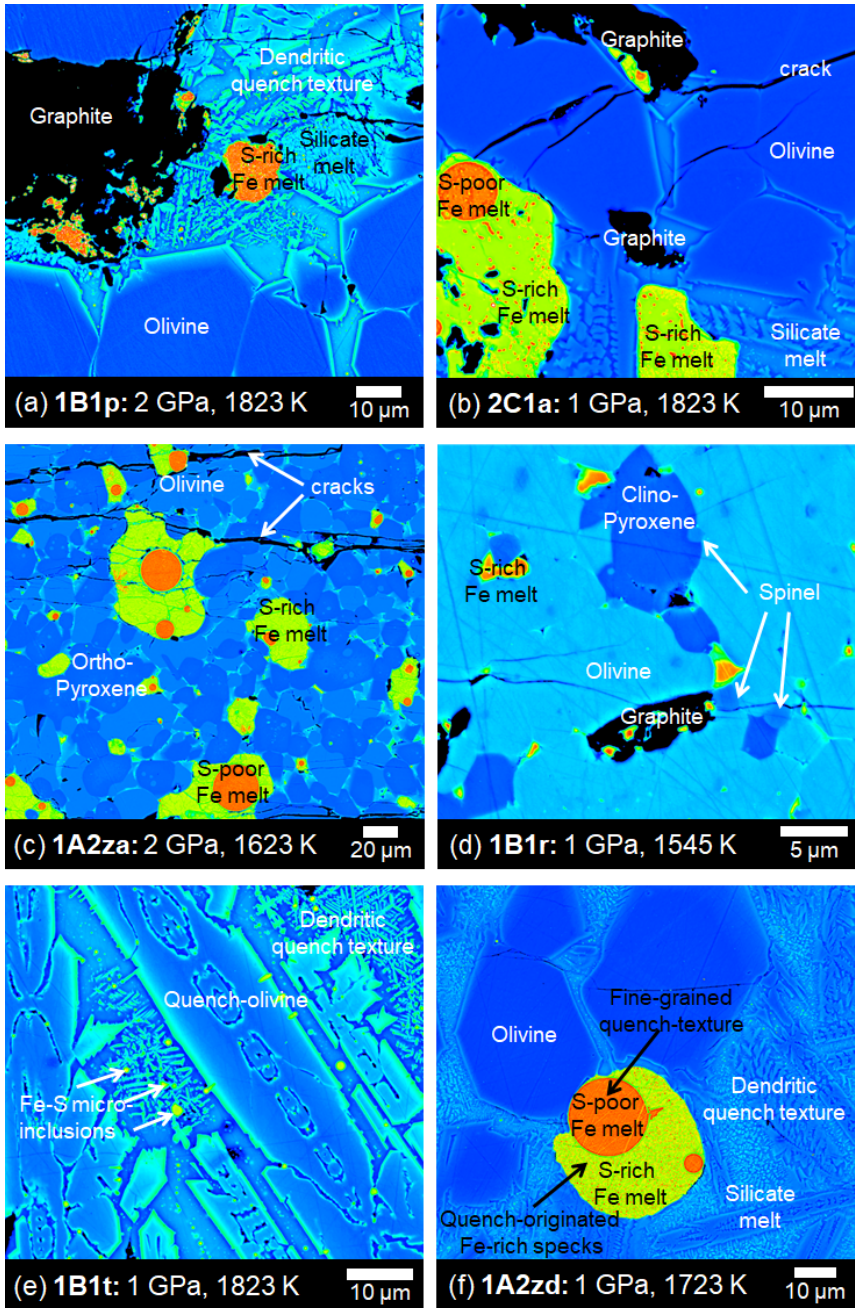 Dendritic
quench texture
Graphite
Silicate
melt
S-rich
Fe melt
Olivine
(a) 1B1p: 2 GPa, 1823 K
10 µm
Graphite
crack
Olivine
S-poor
Fe melt
Graphite
S-rich
Fe melt
S-rich
Fe melt
Silicate
melt
(b) 2C1a: 1 GPa, 1823 K
10 µm
Olivine
cracks
S-rich
Fe melt
Ortho-
Pyroxene
S-poor
Fe melt
(c) 1A2za: 2 GPa, 1623 K
20 µm
Clino-
Pyroxene
S-rich
Fe melt
Spinel
Olivine
Graphite
(d) 1B1r: 1 GPa, 1545 K
5 µm
Dendritic
quench texture
Quench-olivine
Fe-S micro-
inclusions
(e) 1B1t: 1 GPa, 1823 K
10 µm
Fine-grained
quench-texture
Olivine
S-poor
Fe melt
Dendritic
quench texture
S-rich
Fe melt
Silicate
melt
Quench-originated
Fe-rich specks
(f) 1A2zd: 1 GPa, 1723 K
10 µm